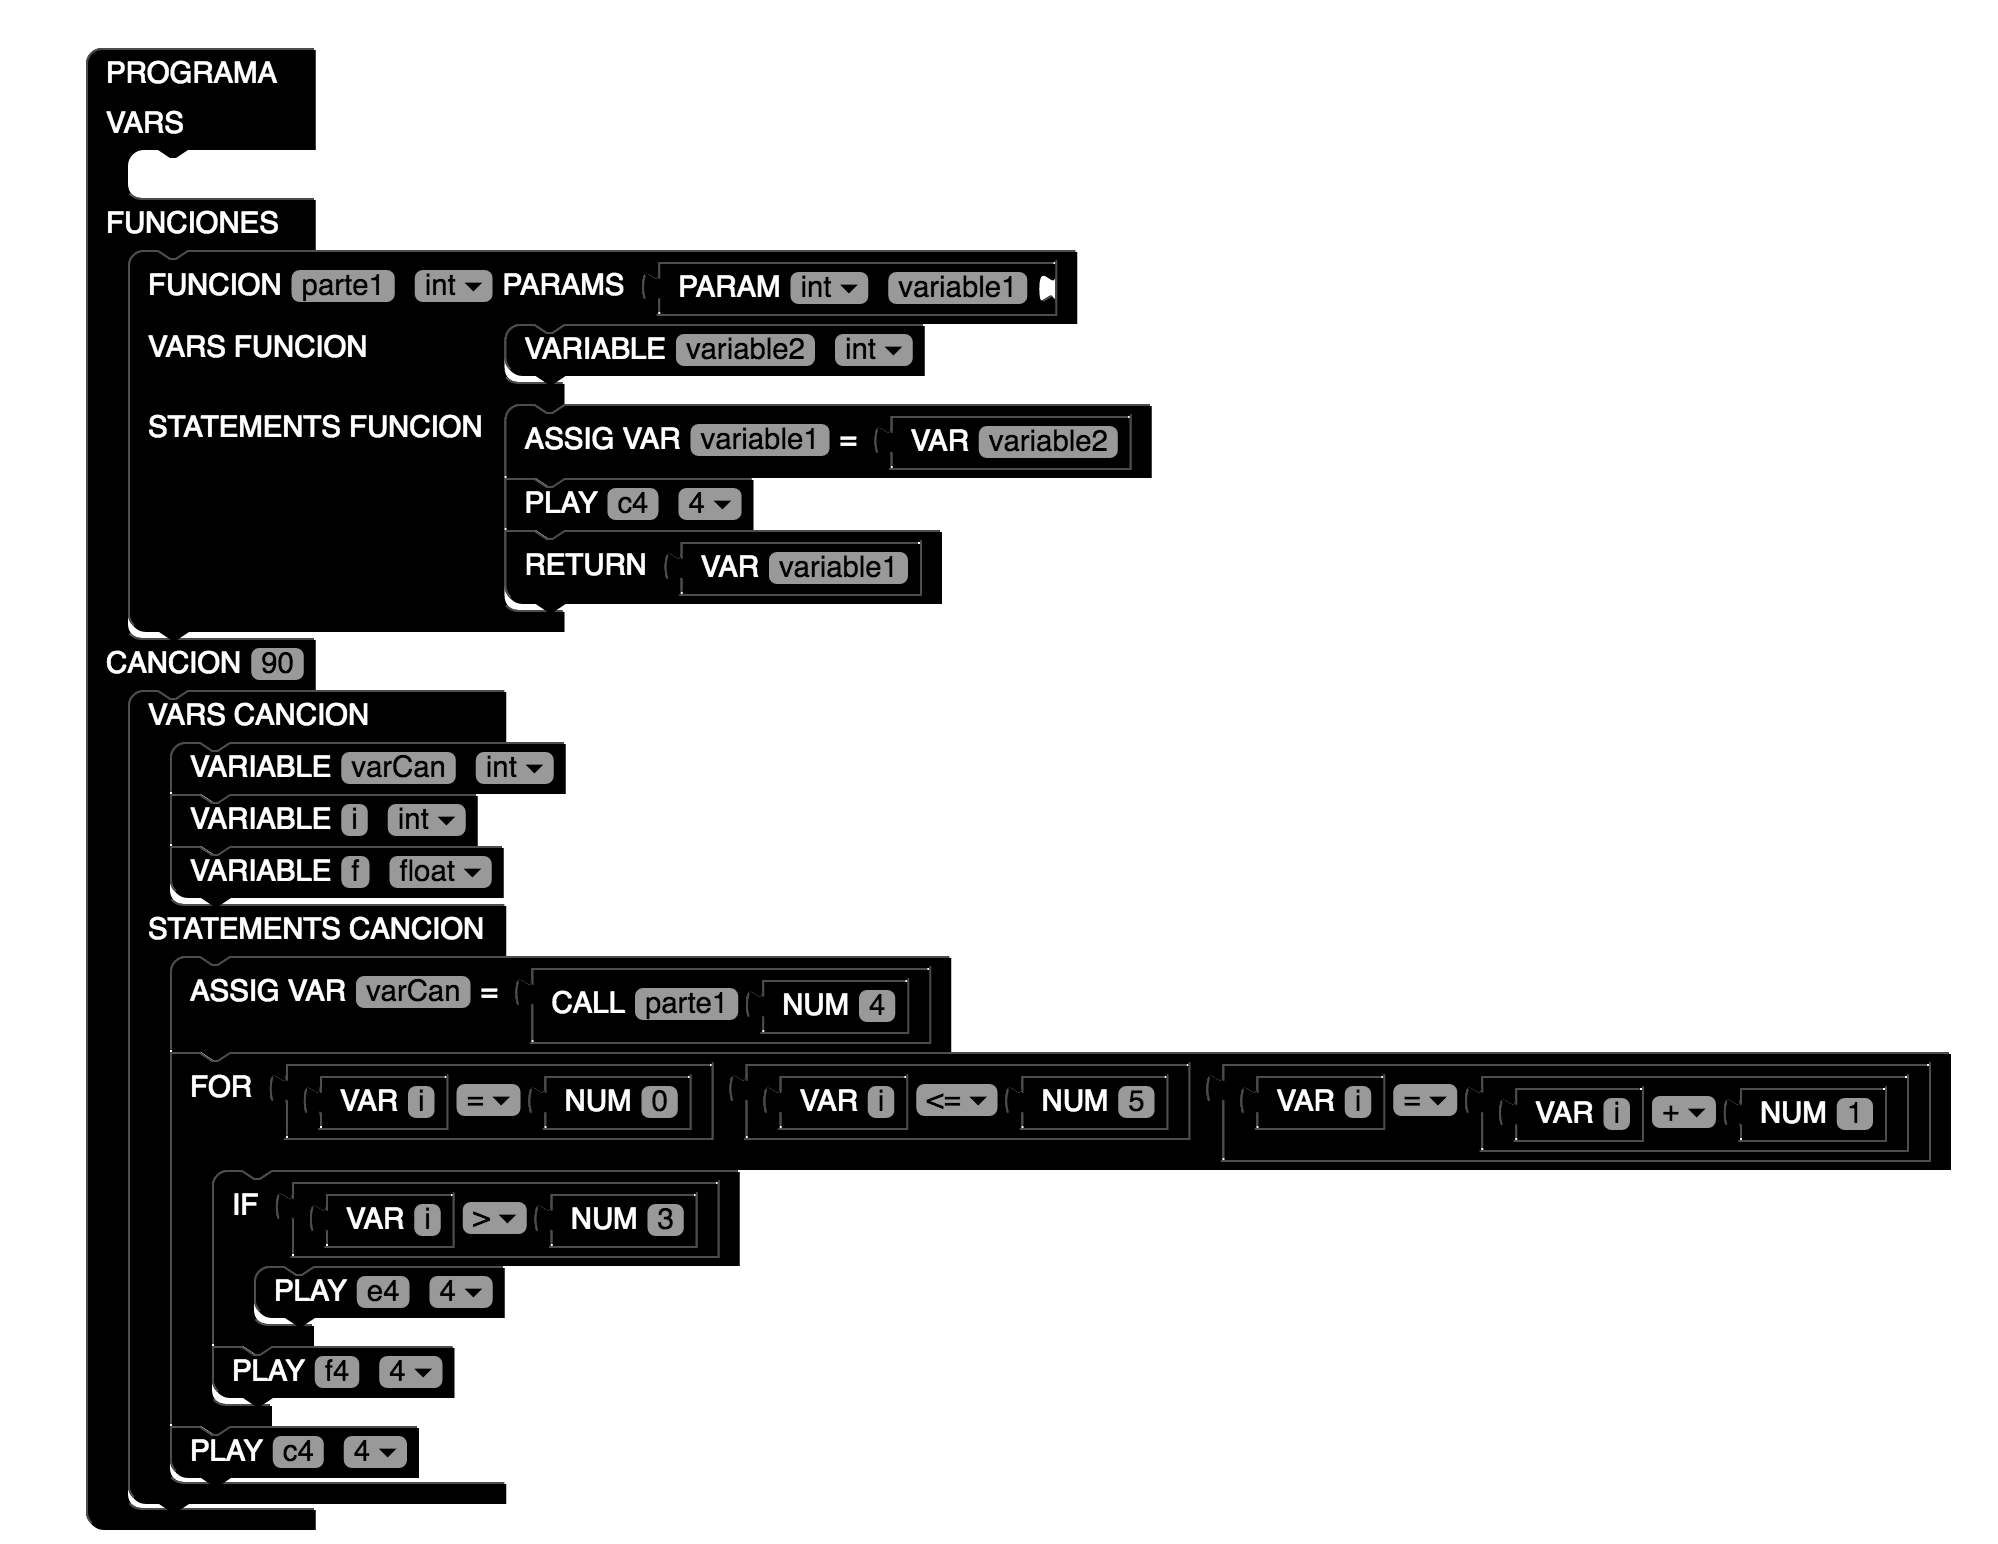 PROGRAMA
VARS
FUNCIONES
FUNCION parte1 int PARAMS PARAM int variable1
VARS FUNCION VARIABLE variable2 int
STATEMENTS FUNCION ASSIG VAR variable1 = VAR variable2
PLAY c4 4
RETURN VAR variable1
CANCION 90
VARS CANCION
VARIABLE varCan int
VARIABLE i int
VARIABLE f float
STATEMENTS CANCION
ASSIG VAR varCan = CALL parte1 NUM 4
FOR VAR i = NUM 0 VAR i <= NUM 5 VAR i = VAR i + NUM 1
IF VAR i > NUM 3
PLAY e4 4
PLAY f4 4
PLAY c4 4